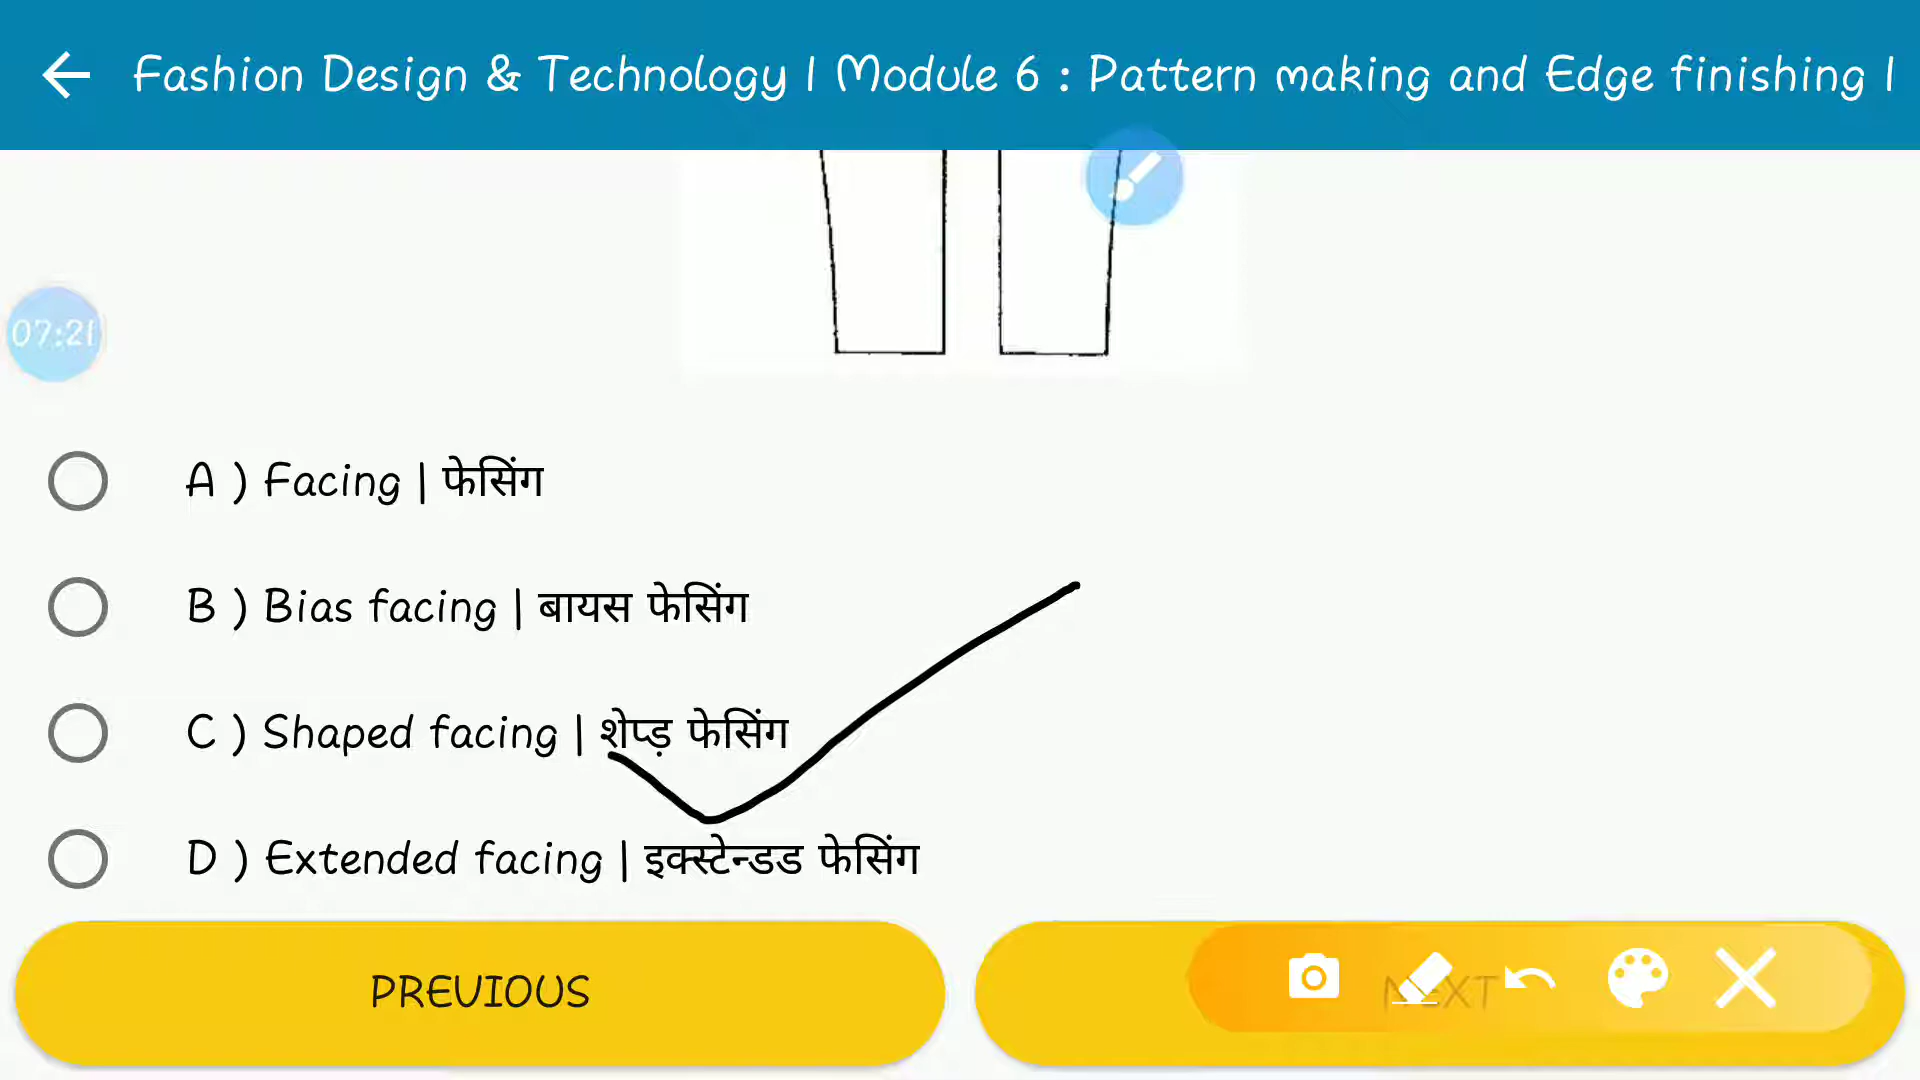 Fashion Design & Technology | Module 6 : Pattern making and Edge finishing |
07:21
A ) Facing | फेसिंग
B ) Bias facing | बायस फेसिंग
C ) Shaped facing | शेप्ड़ फेसिंग
D ) Extended facing | इक्स्टेन्डड फेसिंग
PREVIOUS
NEXT